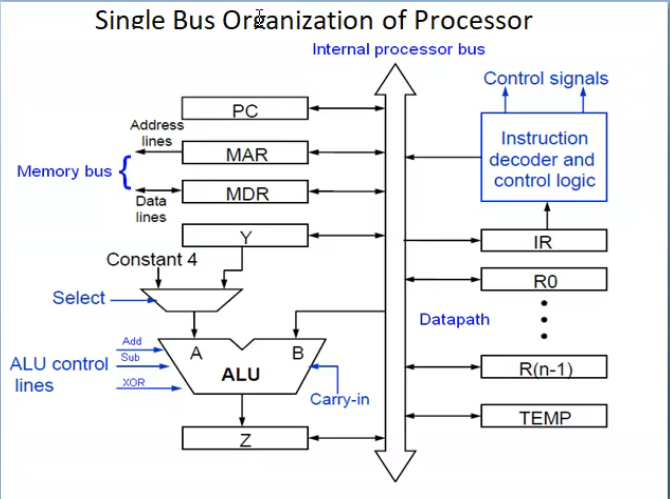 Single Bus Organization of Processor
Internal processor bus
Control signals
PC
Address
lines
MAR
Memory bus
MDR
Data
lines
Instruction
decoder and
control logic
Y
IR
Constant 4
R0
Select
Datapath
Add
Sub
XOR
ALU control
lines
A
B
ALU
Carry-in
R(n-1)
TEMP
Z